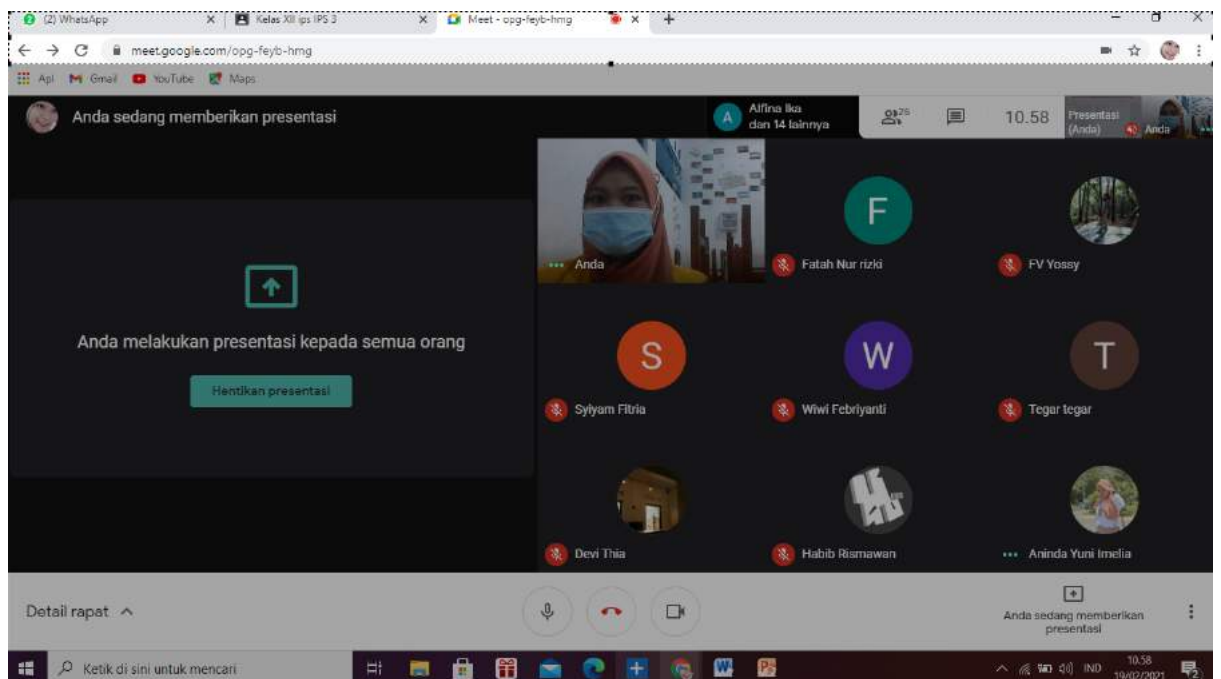 (2) WhatsApp
Kelas XII ips IPS 3
Meet - opg-feyb-hmg
meet.google.com/opg-feyb-hmg
Apl
Gmail
YouTube
Maps
Anda sedang memberikan presentasi
A
Alfina Ika
dan 14 lainnya
26
10.58
Presentasi
(Anda)
Anda
Anda
F
Fatah Nur rizki
FV Yossy
Anda melakukan presentasi kepada semua orang
Hentikan presentasi
S
Syiyam Fitria
W
Wiwi Febriyanti
T
Tegar tegar
Devi Thia
Habib Rismawan
Aninda Yuni Imelia
Detail rapat
Anda sedang memberikan
presentasi
Ketik di sini untuk mencari
IND
10.58
19/02/2021
2